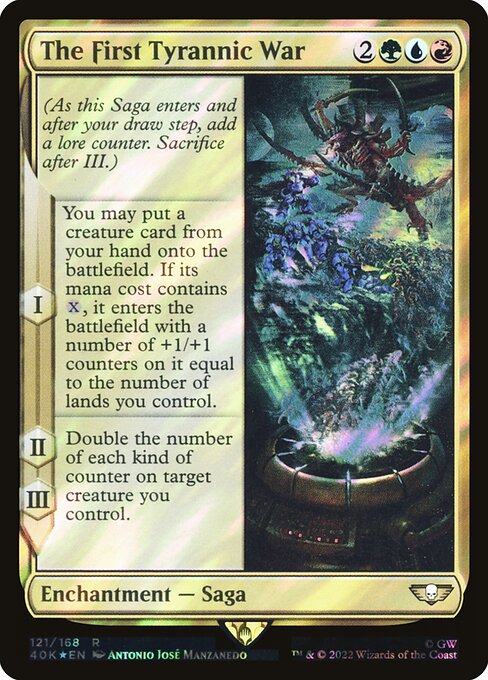 The First Tyrannic War 2
(As this Saga enters and
after your draw step, add
a lore counter. Sacrifice
after III.)
I
You may put a
creature card from
your hand onto the
battlefield. If its
mana cost contains
X, it enters the
battlefield with a
number of +1/+1
counters on it equal
to the number of
lands you control.
II
III
Double the number
of each kind of
counter on target
creature you
control.
Enchantment — Saga
121/168 R
40K★EN Antonio José Manzanedo
© GW
™ & © 2022 Wizards of the Coast